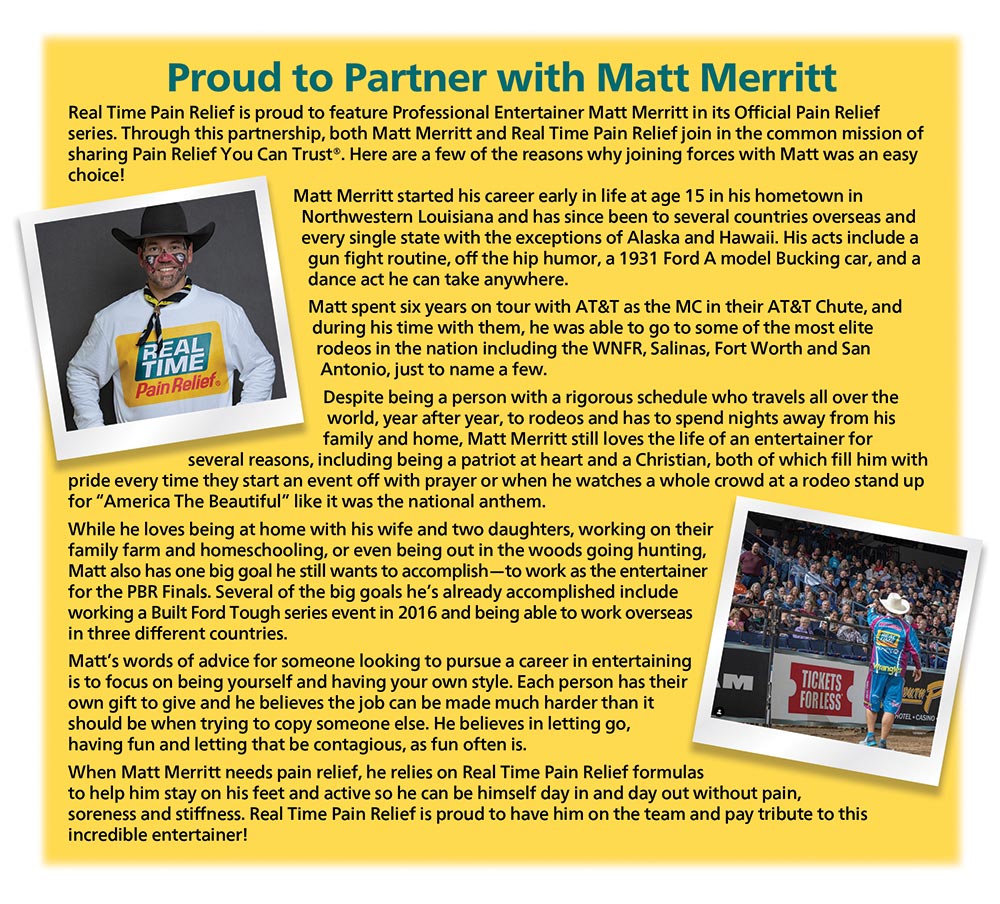 Proud to Partner with Matt Merritt
Real Time Pain Relief is proud to feature Professional Entertainer Matt Merritt in its Official Pain Relief
series. Through this partnership, both Matt Merritt and Real Time Pain Relief join in the common mission of
sharing Pain Relief You Can Trust®. Here are a few of the reasons why joining forces with Matt was an easy
choice!
Matt Merritt started his career early in life at age 15 in his hometown in
Northwestern Louisiana and has since been to several countries overseas and
every single state with the exceptions of Alaska and Hawaii. His acts include a
gun fight routine, off the hip humor, a 1931 Ford A model Bucking car, and a
dance act he can take anywhere.
Matt spent six years on tour with AT&T as the MC in their AT&T Chute, and
during his time with them, he was able to go to some of the most elite
rodeos in the nation including the WNFR, Salinas, Fort Worth and San
Antonio, just to name a few.
REAL
TIME
Pain Relief®
Despite being a person with a rigorous schedule who travels all over the
world, year after year, to rodeos and has to spend nights away from his
family and home, Matt Merritt still loves the life of an entertainer for
several reasons, including being a patriot at heart and a Christian, both of which fill him with
pride every time they start an event off with prayer or when he watches a whole crowd at a rodeo stand up
for “America The Beautiful” like it was the national anthem.
While he loves being at home with his wife and two daughters, working on their
family farm and homeschooling, or even being out in the woods going hunting,
Matt also has one big goal he still wants to accomplish—to work as the entertainer
for the PBR Finals. Several of the big goals he’s already accomplished include
working a Built Ford Tough series event in 2016 and being able to work overseas
in three different countries.
Matt’s words of advice for someone looking to pursue a career in entertaining
is to focus on being yourself and having your own style. Each person has their
own gift to give and he believes the job can be made much harder than it
should be when trying to copy someone else. He believes in letting go,
having fun and letting that be contagious, as fun often is.
TICKETS
FOR LESS
Wrangler
HOTEL • CASINO
When Matt Merritt needs pain relief, he relies on Real Time Pain Relief formulas
to help him stay on his feet and active so he can be himself day in and day out without pain,
soreness and stiffness. Real Time Pain Relief is proud to have him on the team and pay tribute to this
incredible entertainer!